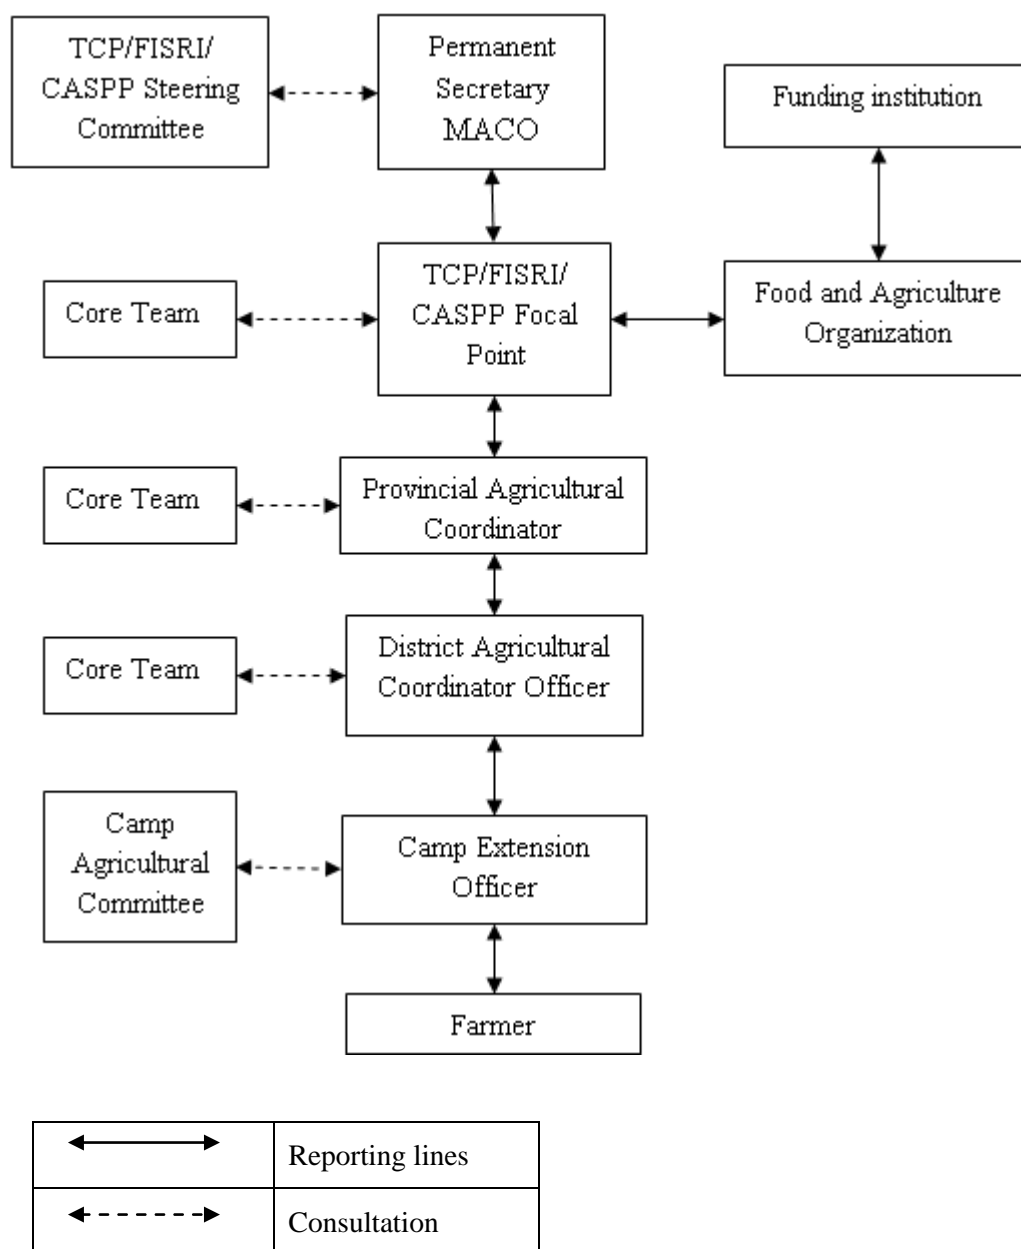 TCP/FISRI/
CASPP Steering
Committee
Permanent
Secretary
MACO
Funding institution
Core Team
TCP/FISRI/
CASPP Focal
Point
Food and Agriculture
Organization
Core Team
Provincial Agricultural
Coordinator
Core Team
District Agricultural
Coordinator Officer
Camp
Agricultural
Committee
Camp Extension
Officer
Farmer
Reporting lines
Consultation